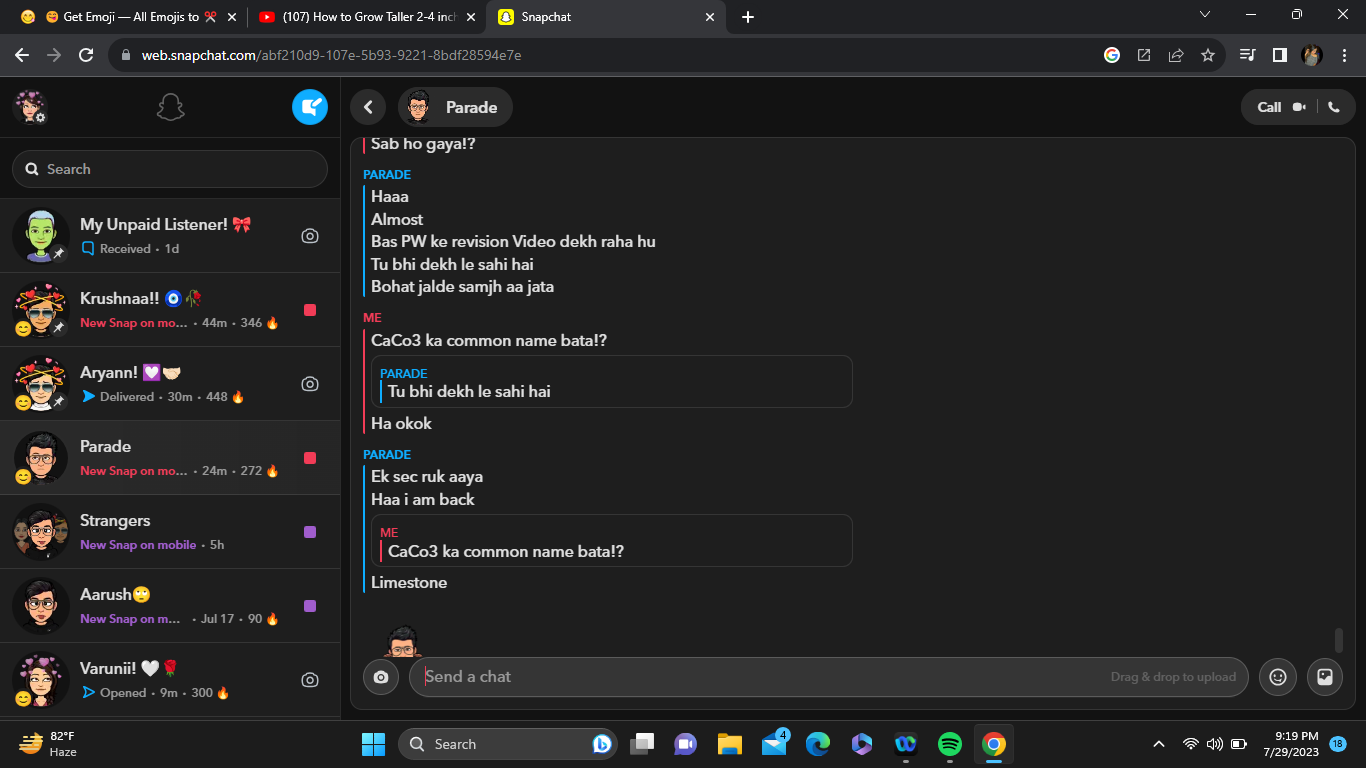 😊 😋 Get Emoji — All Emojis to ✂️
(107) How to Grow Taller 2-4 inch
Snapchat
web.snapchat.com/abf210d9-107e-5b93-9221-8bdf28594e7e
Parade
Call
Search
My Unpaid Listener! 🎀
Received · 1d
Krushnaa!! 🧿🥀
New Snap on mo... · 44m · 346 🔥
Aryann! 💟🤝🏻
Delivered · 30m · 448 🔥
Parade
New Snap on mo... · 24m · 272 🔥
Strangers
New Snap on mobile · 5h
Aarush🙄
New Snap on m... · Jul 17 · 90 🔥
Varunii! 🤍🌹
Opened · 9m · 300 🔥
Sab ho gaya!?
PARADE
Haaa
Almost
Bas PW ke revision Video dekh raha hu
Tu bhi dekh le sahi hai
Bohat jalde samjh aa jata
ME
CaCo3 ka common name bata!?
PARADE
Tu bhi dekh le sahi hai
Ha okok
PARADE
Ek sec ruk aaya
Haa i am back
ME
CaCo3 ka common name bata!?
Limestone
Send a chat
Drag & drop to upload
82°F
Haze
Search
4
9:19 PM
7/29/2023
18